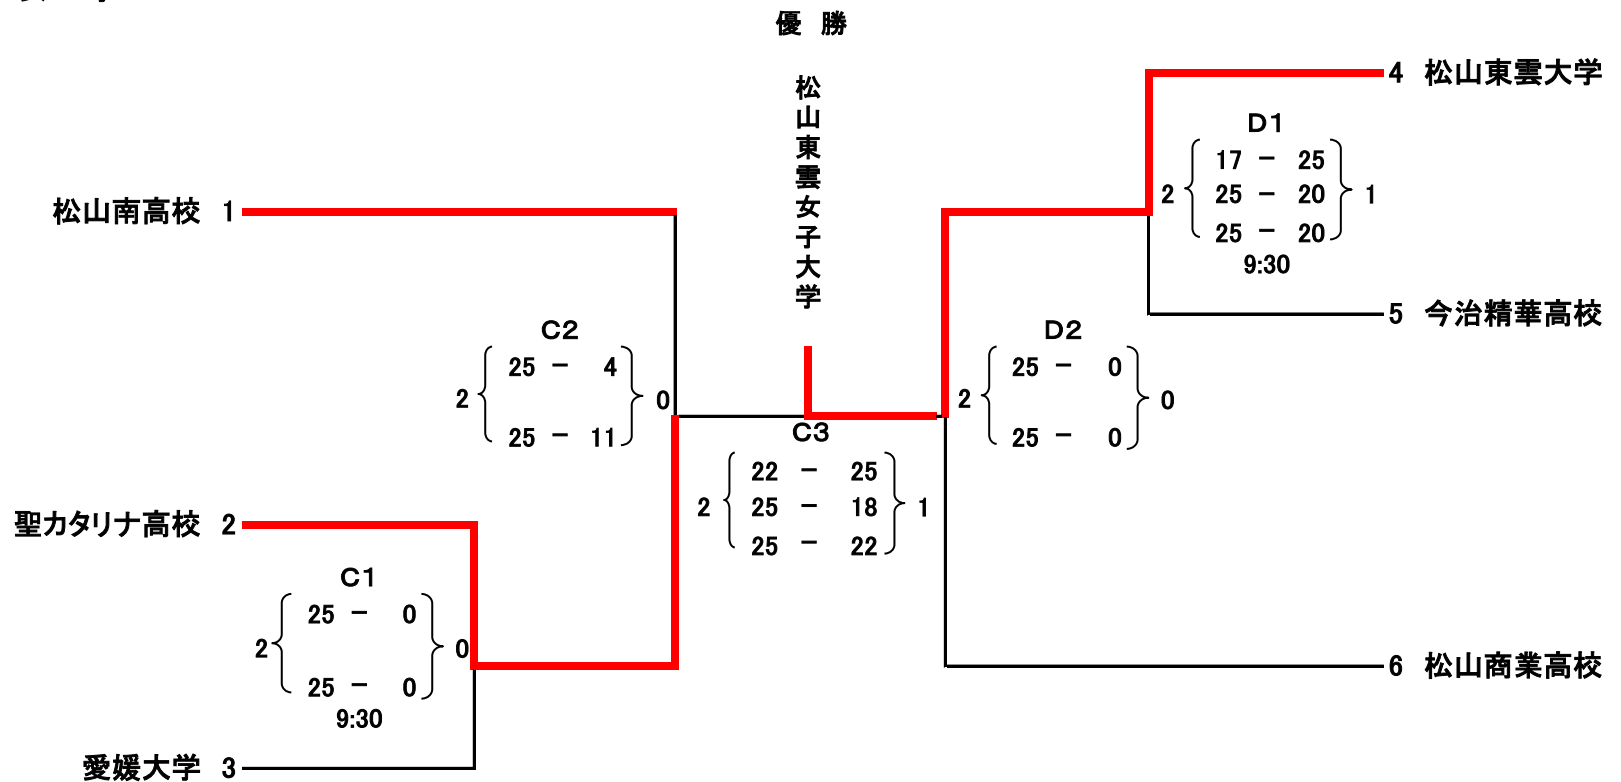 優 勝
松山東雲女子大学
4 松山東雲大学
D1
17 － 25
2 25 － 20 1
25 － 20
9:30
松山南高校 1
5 今治精華高校
C2
25 － 4
2 0
25 － 11
D2
25 － 0
2 0
25 － 0
C3
22 － 25
2 25 － 18 1
25 － 22
聖カタリナ高校 2
C1
25 － 0
2 0
25 － 0
9:30
6 松山商業高校
愛媛大学 3